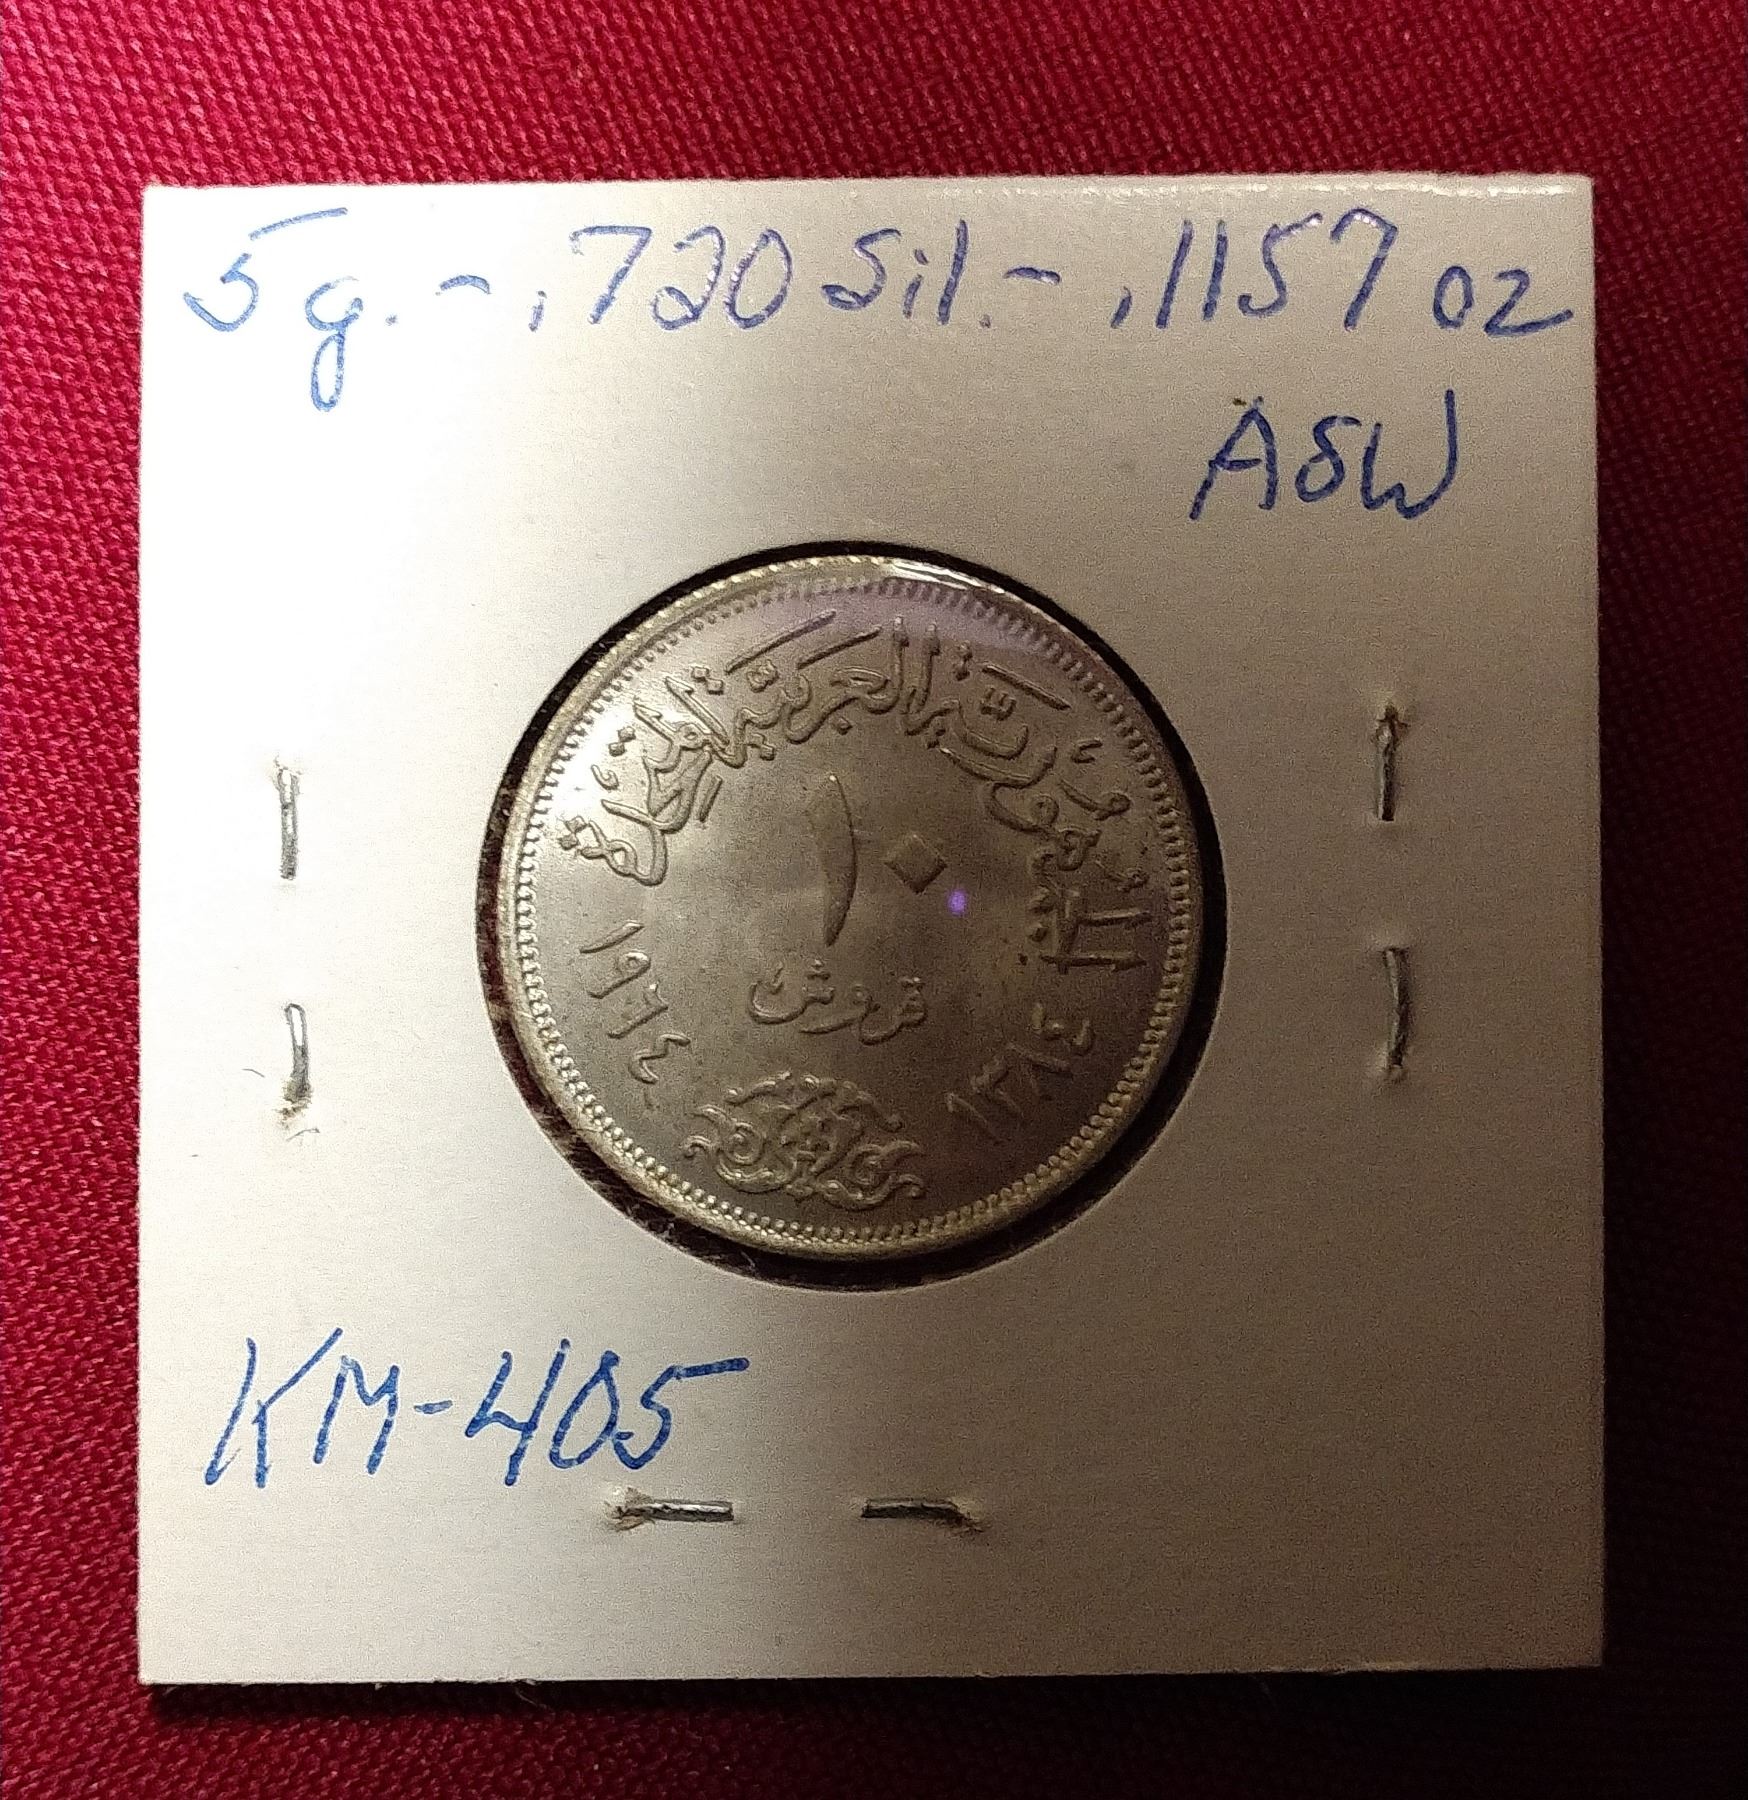 5g. - .720 Sil. - .1157 oz
ASW
الجمهورية العربية المتحدة
١٠
قروش
١٩٦٤ ١٣٨٤
KM-405